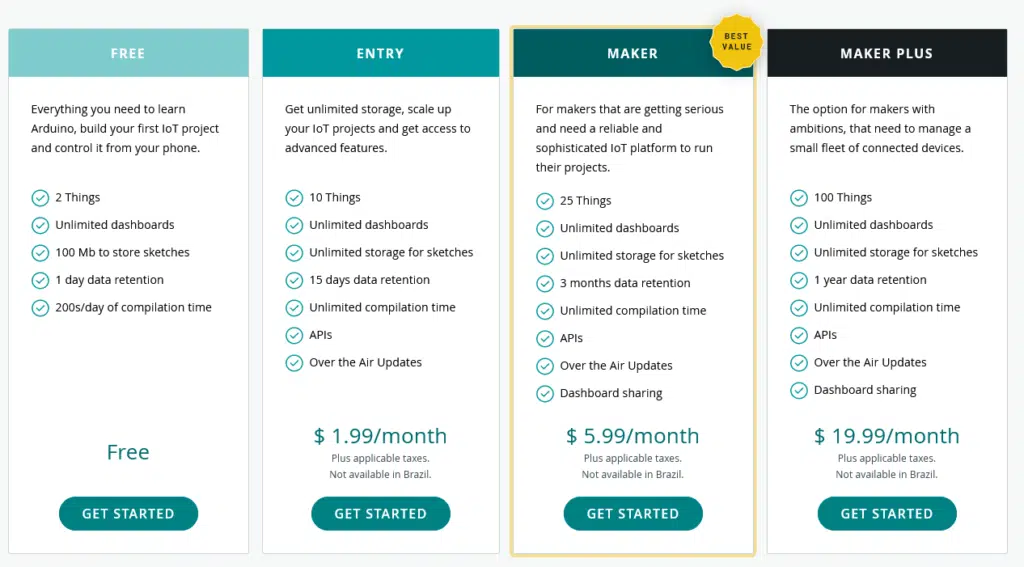 FREE
Everything you need to learn
Arduino, build your first IoT project
and control it from your phone.
2 Things
Unlimited dashboards
100 Mb to store sketches
1 day data retention
200s/day of compilation time
Free
GET STARTED
ENTRY
Get unlimited storage, scale up
your IoT projects and get access to
advanced features.
10 Things
Unlimited dashboards
Unlimited storage for sketches
15 days data retention
Unlimited compilation time
APIs
Over the Air Updates
$ 1.99/month
Plus applicable taxes.
Not available in Brazil.
GET STARTED
MAKER
BEST
VALUE
For makers that are getting serious
and need a reliable and
sophisticated IoT platform to run
their projects.
25 Things
Unlimited dashboards
Unlimited storage for sketches
3 months data retention
Unlimited compilation time
APIs
Over the Air Updates
Dashboard sharing
$ 5.99/month
Plus applicable taxes.
Not available in Brazil.
GET STARTED
MAKER PLUS
The option for makers with
ambitions, that need to manage a
small fleet of connected devices.
100 Things
Unlimited dashboards
Unlimited storage for sketches
1 year data retention
Unlimited compilation time
APIs
Over the Air Updates
Dashboard sharing
$ 19.99/month
Plus applicable taxes.
Not available in Brazil.
GET STARTED